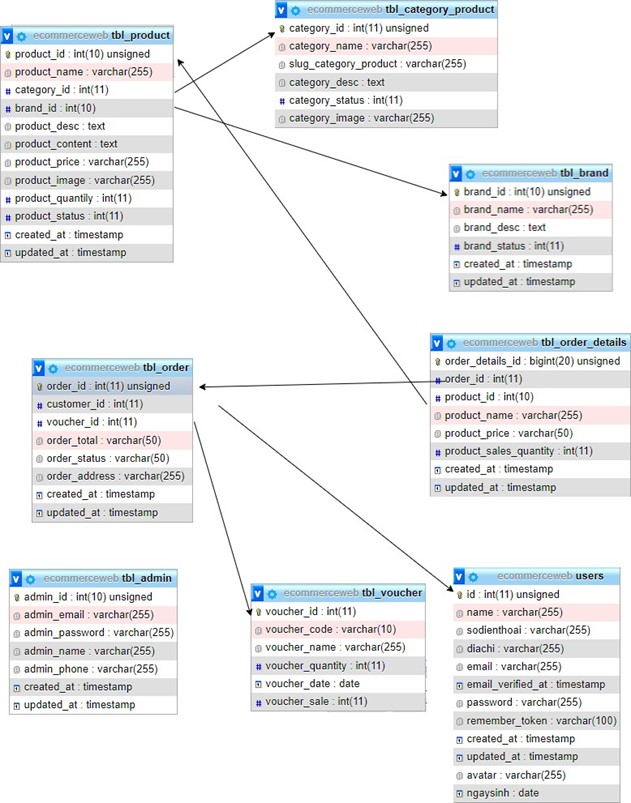 ecommerceweb tbl_product
product_id : int(10) unsigned
product_name : varchar(255)
category_id : int(11)
brand_id : int(10)
product_desc : text
product_content : text
product_price : varchar(255)
product_image : varchar(255)
product_quantily : int(11)
product_status : int(11)
created_at : timestamp
updated_at : timestamp
ecommerceweb tbl_category_product
category_id : int(11) unsigned
category_name : varchar(255)
slug_category_product : varchar(255)
category_desc : text
category_status : int(11)
category_image : varchar(255)
ecommerceweb tbl_brand
brand_id : int(10) unsigned
brand_name : varchar(255)
brand_desc : text
brand_status : int(11)
created_at : timestamp
updated_at : timestamp
ecommerceweb tbl_order_details
order_details_id : bigint(20) unsigned
order_id : int(11)
product_id : int(10)
product_name : varchar(255)
product_price : varchar(50)
product_sales_quantity : int(11)
created_at : timestamp
updated_at : timestamp
ecommerceweb tbl_order
order_id : int(11) unsigned
customer_id : int(11)
voucher_id : int(11)
order_total : varchar(50)
order_status : varchar(50)
order_address : varchar(255)
created_at : timestamp
updated_at : timestamp
ecommerceweb tbl_admin
admin_id : int(10) unsigned
admin_email : varchar(255)
admin_password : varchar(255)
admin_name : varchar(255)
admin_phone : varchar(255)
created_at : timestamp
updated_at : timestamp
ecommerceweb tbl_voucher
voucher_id : int(11)
voucher_code : varchar(10)
voucher_name : varchar(255)
voucher_quantity : int(11)
voucher_date : date
voucher_sale : int(11)
ecommerceweb users
id : int(11) unsigned
name : varchar(255)
sodienthoai : varchar(255)
diachi : varchar(255)
email : varchar(255)
email_verified_at : timestamp
password : varchar(255)
remember_token : varchar(100)
created_at : timestamp
updated_at : timestamp
avatar : varchar(255)
ngaysinh : date